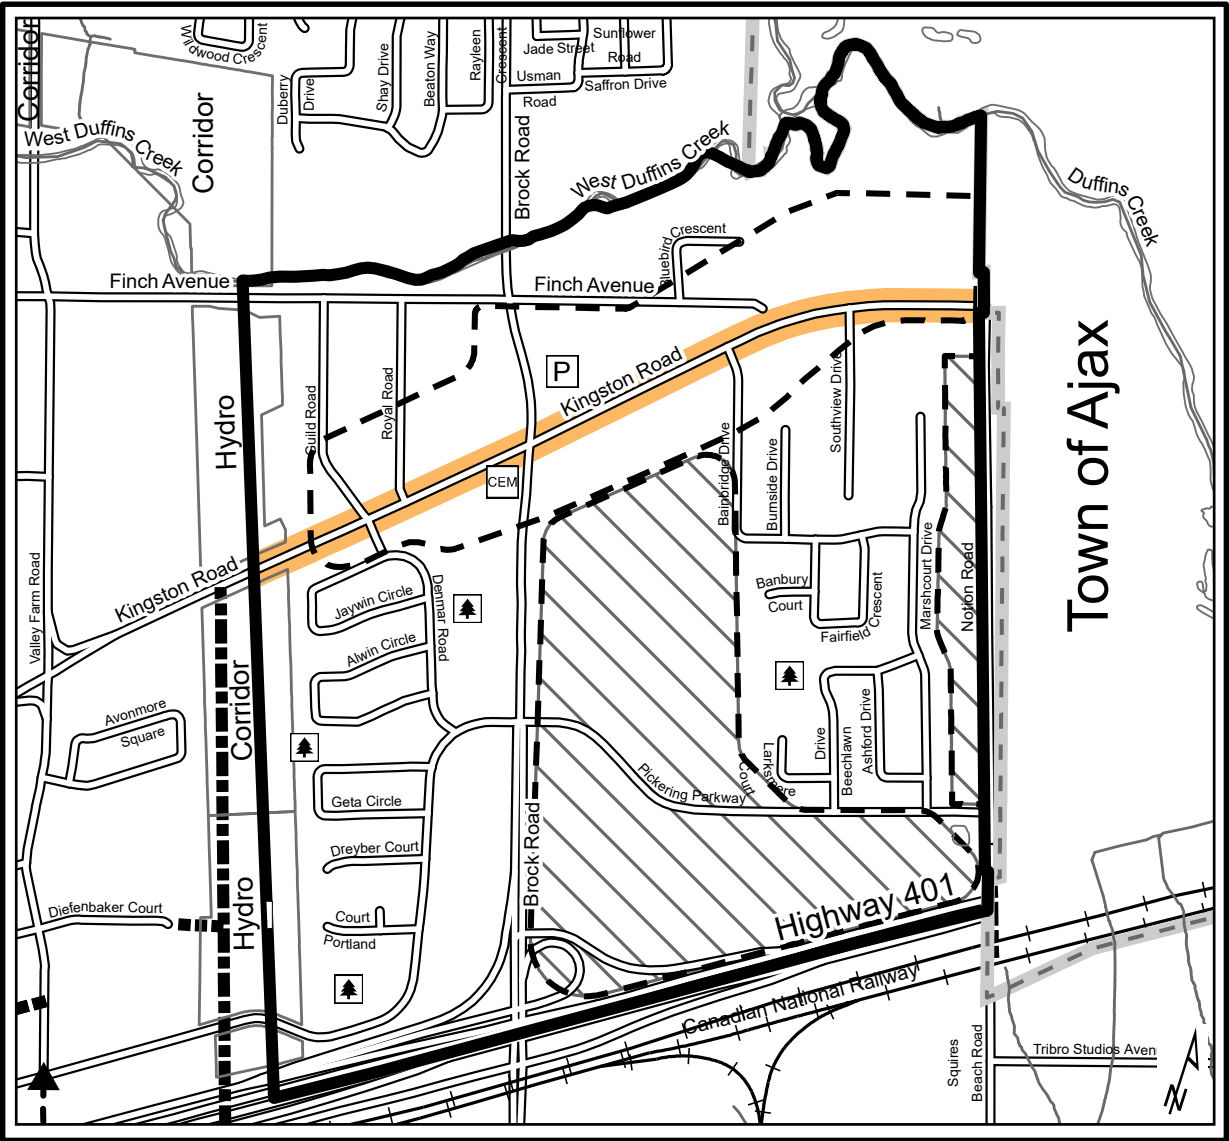 Wildwood Crescent
Corridor
Corridor
West Duffins Creek
Duberry
Drive
Shay Drive
Beaton Way
Rayleen
Crescent
Jade Street
Sunflower
Road
Usman
Road
Saffron Drive
Brock Road
West Duffins Creek
Duffins
Creek
Finch Avenue
Finch Avenue
Bluebird
Crescent
Town of Ajax
Hydro
Guild Road
Royal Road
P
Kingston Road
CEM
Southview Drive
Bainbridge Drive
Burnside Drive
Marshcourt Drive
Notion Road
Kingston Road
Valley Farm Road
Jaywin Circle
Denmar Road
Alwin Circle
Banbury
Court
Fairfield
Crescent
Corridor
Avonmore
Square
Geta Circle
Pickering Parkway
Larksmere
Court
Drive
Beechlawn
Ashford Drive
Dreyber Court
Brock Road
Diefenbaker Court
Hydro
Court
Portland
Highway 401
Canadian National Railway
Squires
Beach Road
Tribro Studios Aven
N